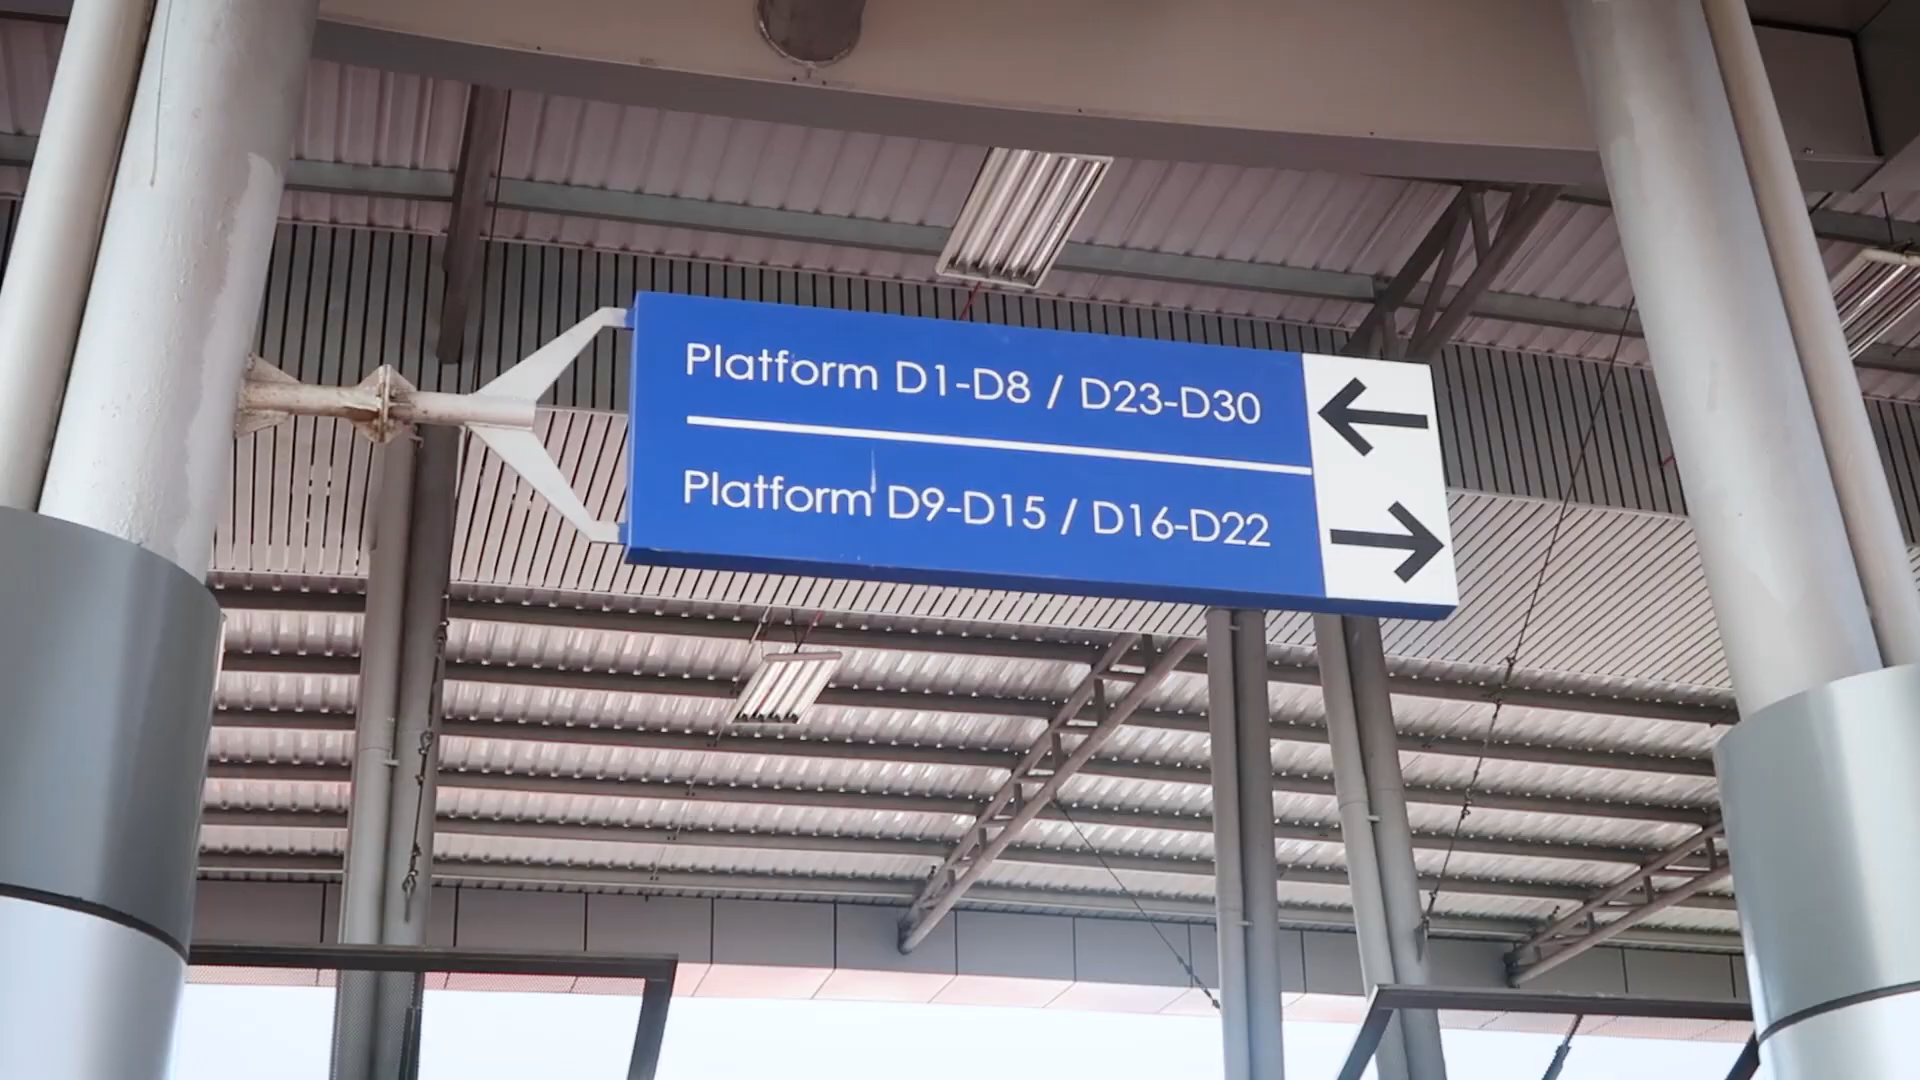 Platform D1-D8 / D23-D30
Platform D9-D15 / D16-D22